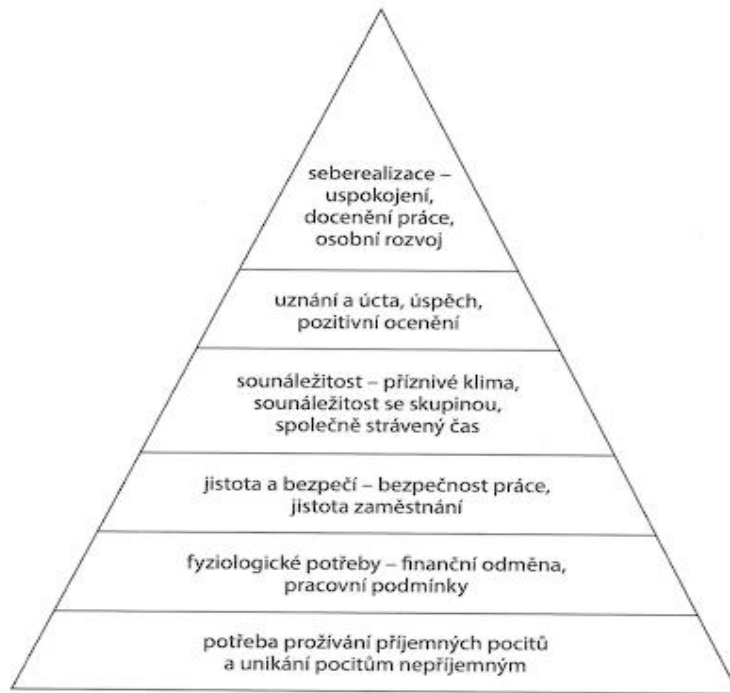 seberealizace –
uspokojení,
docenění práce,
osobní rozvoj
uznání a úcta, úspěch,
pozitivní ocenění
sounáležitost – příznivé klima,
sounáležitost se skupinou,
společně strávený čas
jistota a bezpečí – bezpečnost práce,
jistota zaměstnání
fyziologické potřeby – finanční odměna,
pracovní podmínky
potřeba prožívání příjemných pocitů
a unikání pocitům nepříjemným